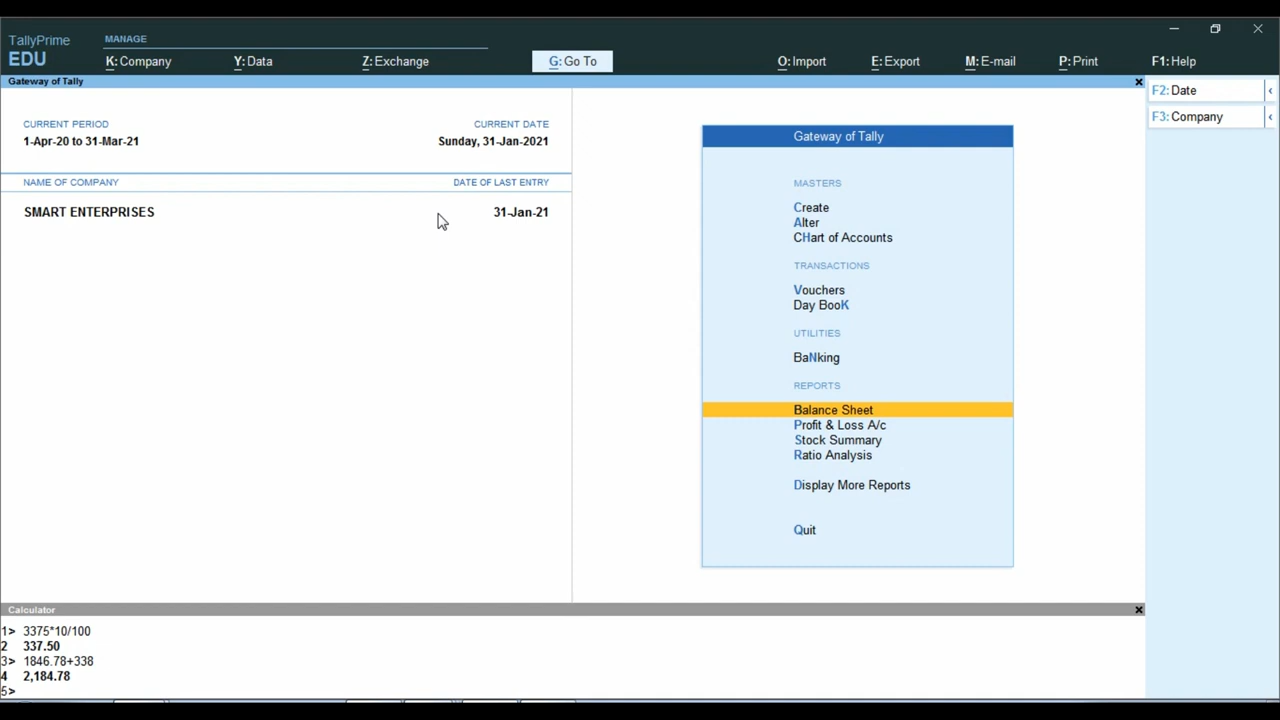 TallyPrime
EDU
MANAGE
K: Company
Y: Data
Z: Exchange
G: Go To
O: Import
E: Export
M: E-mail
P: Print
F1: Help
Gateway of Tally
F2: Date
F3: Company
CURRENT PERIOD
CURRENT DATE
1-Apr-20 to 31-Mar-21
Sunday, 31-Jan-2021
NAME OF COMPANY
DATE OF LAST ENTRY
SMART ENTERPRISES
31-Jan-21
Gateway of Tally
MASTERS
Create
Alter
CHart of Accounts
TRANSACTIONS
Vouchers
Day BooK
UTILITIES
BaNking
REPORTS
Balance Sheet
Profit & Loss A/c
Stock Summary
Ratio Analysis
Display More Reports
Quit
Calculator
1> 3375*10/100
2 337.50
3> 1846.78+338
4 2,184.78
5>